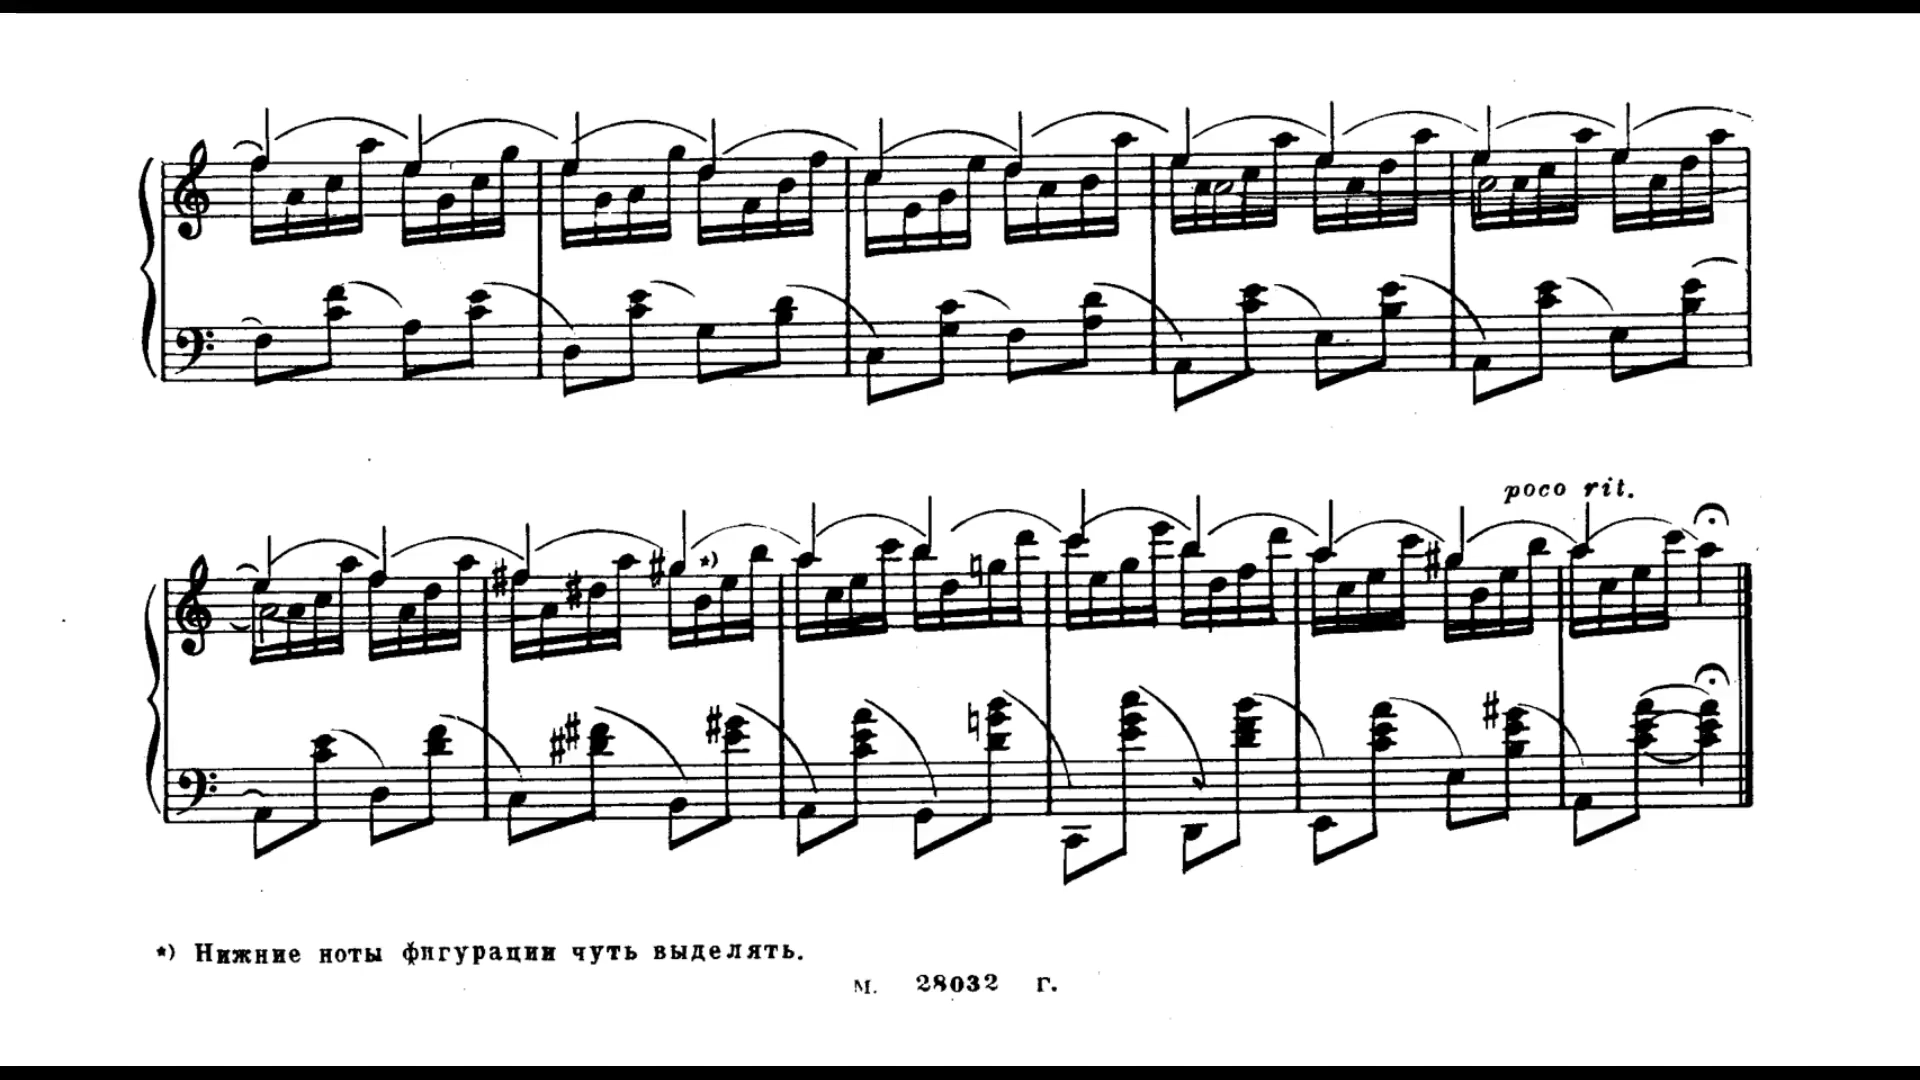 poco rit.
*)
*) Нижние ноты фигурации чуть выделять.
м. 28032 г.